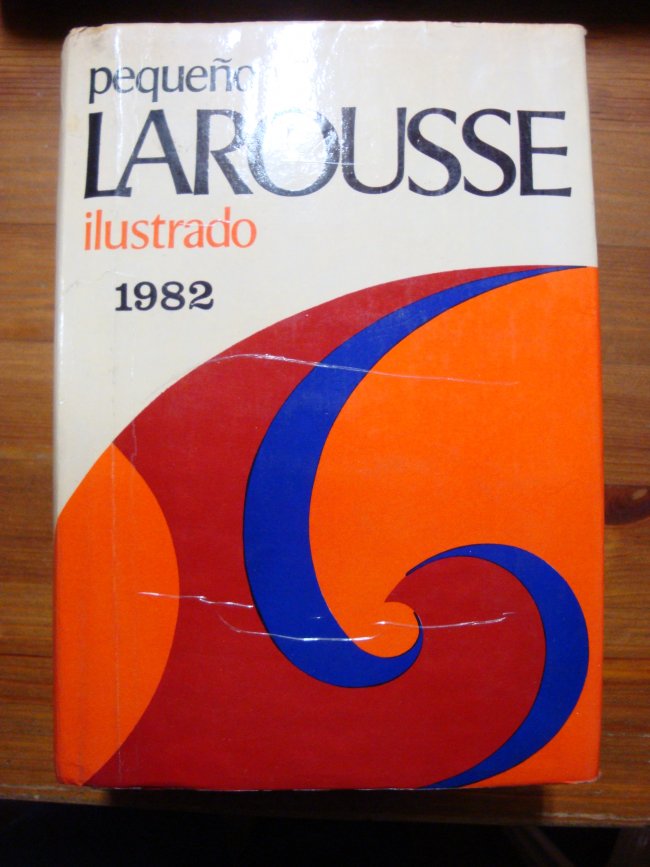 pequeño
LAROUSSE
ilustrado
1982